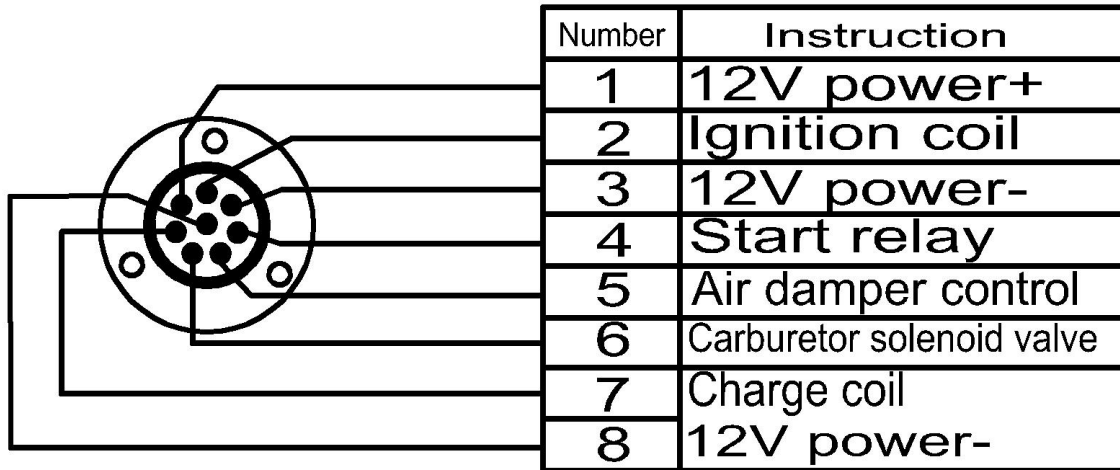 Number Instruction
1 12V power+
2 Ignition coil
3 12V power-
4 Start relay
5 Air damper control
6 Carburetor solenoid valve
7 Charge coil
8 12V power-